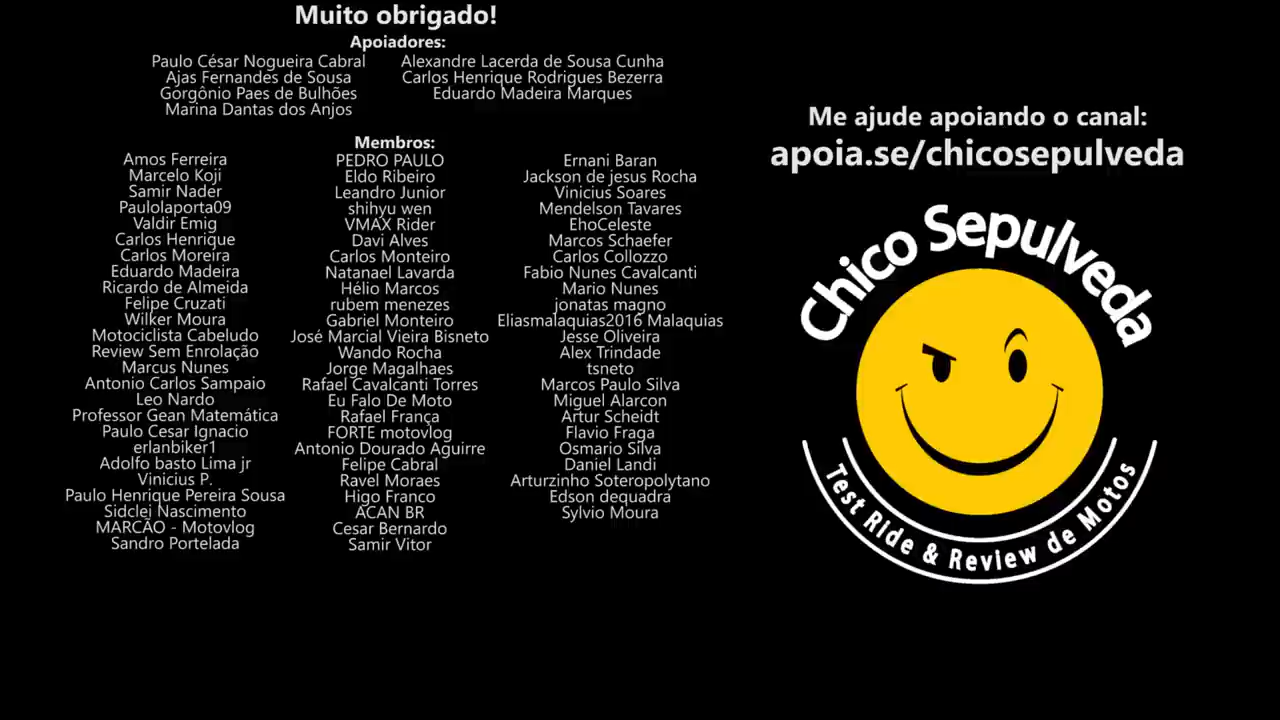 Muito obrigado!
Apoiadores:
Paulo César Nogueira Cabral
Ajas Fernandes de Sousa
Gorgônio Paes de Bulhões
Marina Dantas dos Anjos
Alexandre Lacerda de Sousa Cunha
Carlos Henrique Rodrigues Bezerra
Eduardo Madeira Marques
Membros:
Amos Ferreira
Marcelo Koji
Samir Nader
Paulolaporta09
Valdir Emig
Carlos Henrique
Carlos Moreira
Eduardo Madeira
Ricardo de Almeida
Felipe Cruzati
Wilker Moura
Motociclista Cabeludo
Review Sem Enrolação
Marcus Nunes
Antonio Carlos Sampaio
Leo Nardo
Professor Gean Matemática
Paulo Cesar Ignacio
erlanbiker1
Adolfo basto Lima jr
Vinicius P.
Paulo Henrique Pereira Sousa
Sidclei Nascimento
MARCÃO - Motovlog
Sandro Portelada
PEDRO PAULO
Eldo Ribeiro
Leandro Junior
shihyu wen
VMAX Rider
Davi Alves
Carlos Monteiro
Natanael Lavarda
Hélio Marcos
rubem menezes
Gabriel Monteiro
José Marcial Vieira Bisneto
Wando Rocha
Jorge Magalhaes
Rafael Cavalcanti Torres
Eu Falo De Moto
Rafael França
FORTE motovlog
Antonio Dourado Aguirre
Felipe Cabral
Ravel Moraes
Higo Franco
ACAN BR
Cesar Bernardo
Samir Vitor
Ernani Baran
Jackson de jesus Rocha
Vinicius Soares
Mendelson Tavares
EhoCeleste
Marcos Schaefer
Carlos Collozzo
Fabio Nunes Cavalcanti
Mario Nunes
jonatas magno
Eliasmalaquias2016 Malaquias
Jesse Oliveira
Alex Trindade
tsneto
Marcos Paulo Silva
Miguel Alarcon
Artur Scheidt
Flavio Fraga
Osmario Silva
Daniel Landi
Arturzinho Soteropolytano
Edson dequadra
Sylvio Moura
Me ajude apoiando o canal:
apoia.se/chicosepulveda
Chico Sepulveda
Test Ride & Review de Motos